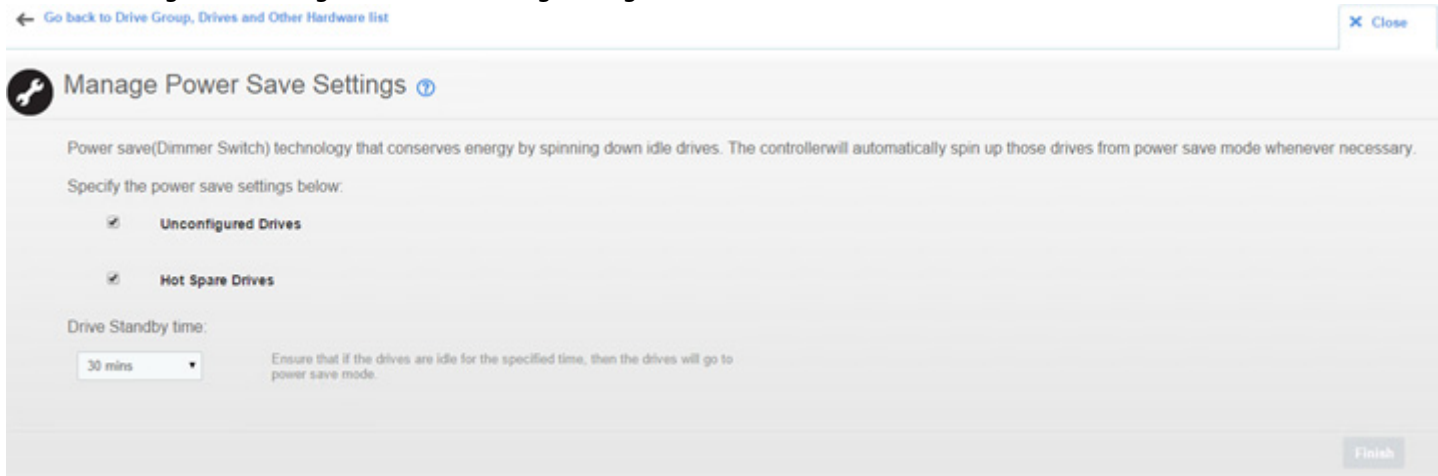 Go back to Drive Group, Drives and Other Hardware list
Close
Manage Power Save Settings
Power save(Dimmer Switch) technology that conserves energy by spinning down idle drives. The controllerwill automatically spin up those drives from power save mode whenever necessary.
Specify the power save settings below:
Unconfigured Drives
Hot Spare Drives
Drive Standby time:
30 mins
Ensure that if the drives are idle for the specified time, then the drives will go to
power save mode.
Finish